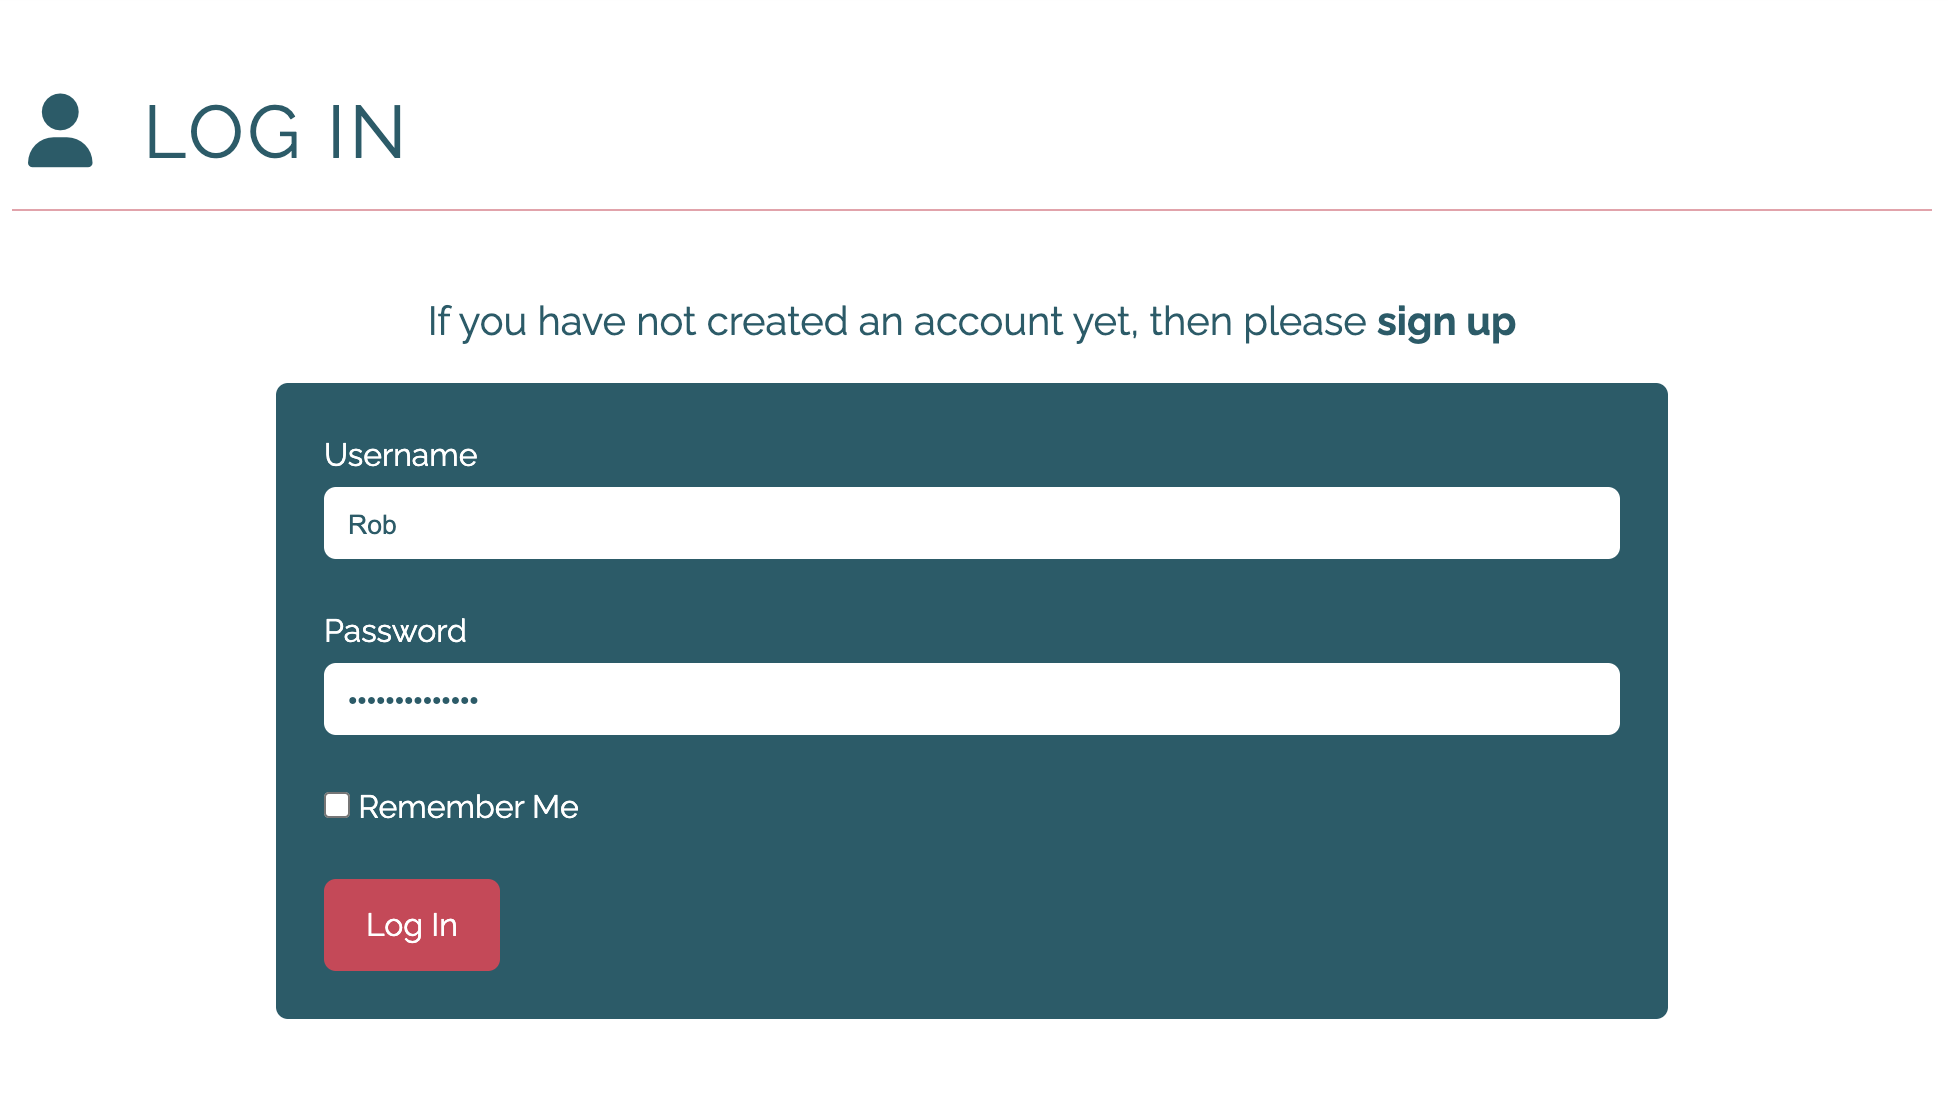 LOG IN
If you have not created an account yet, then please sign up
Username
Rob
Password
••••••••••••••
Remember Me
Log In